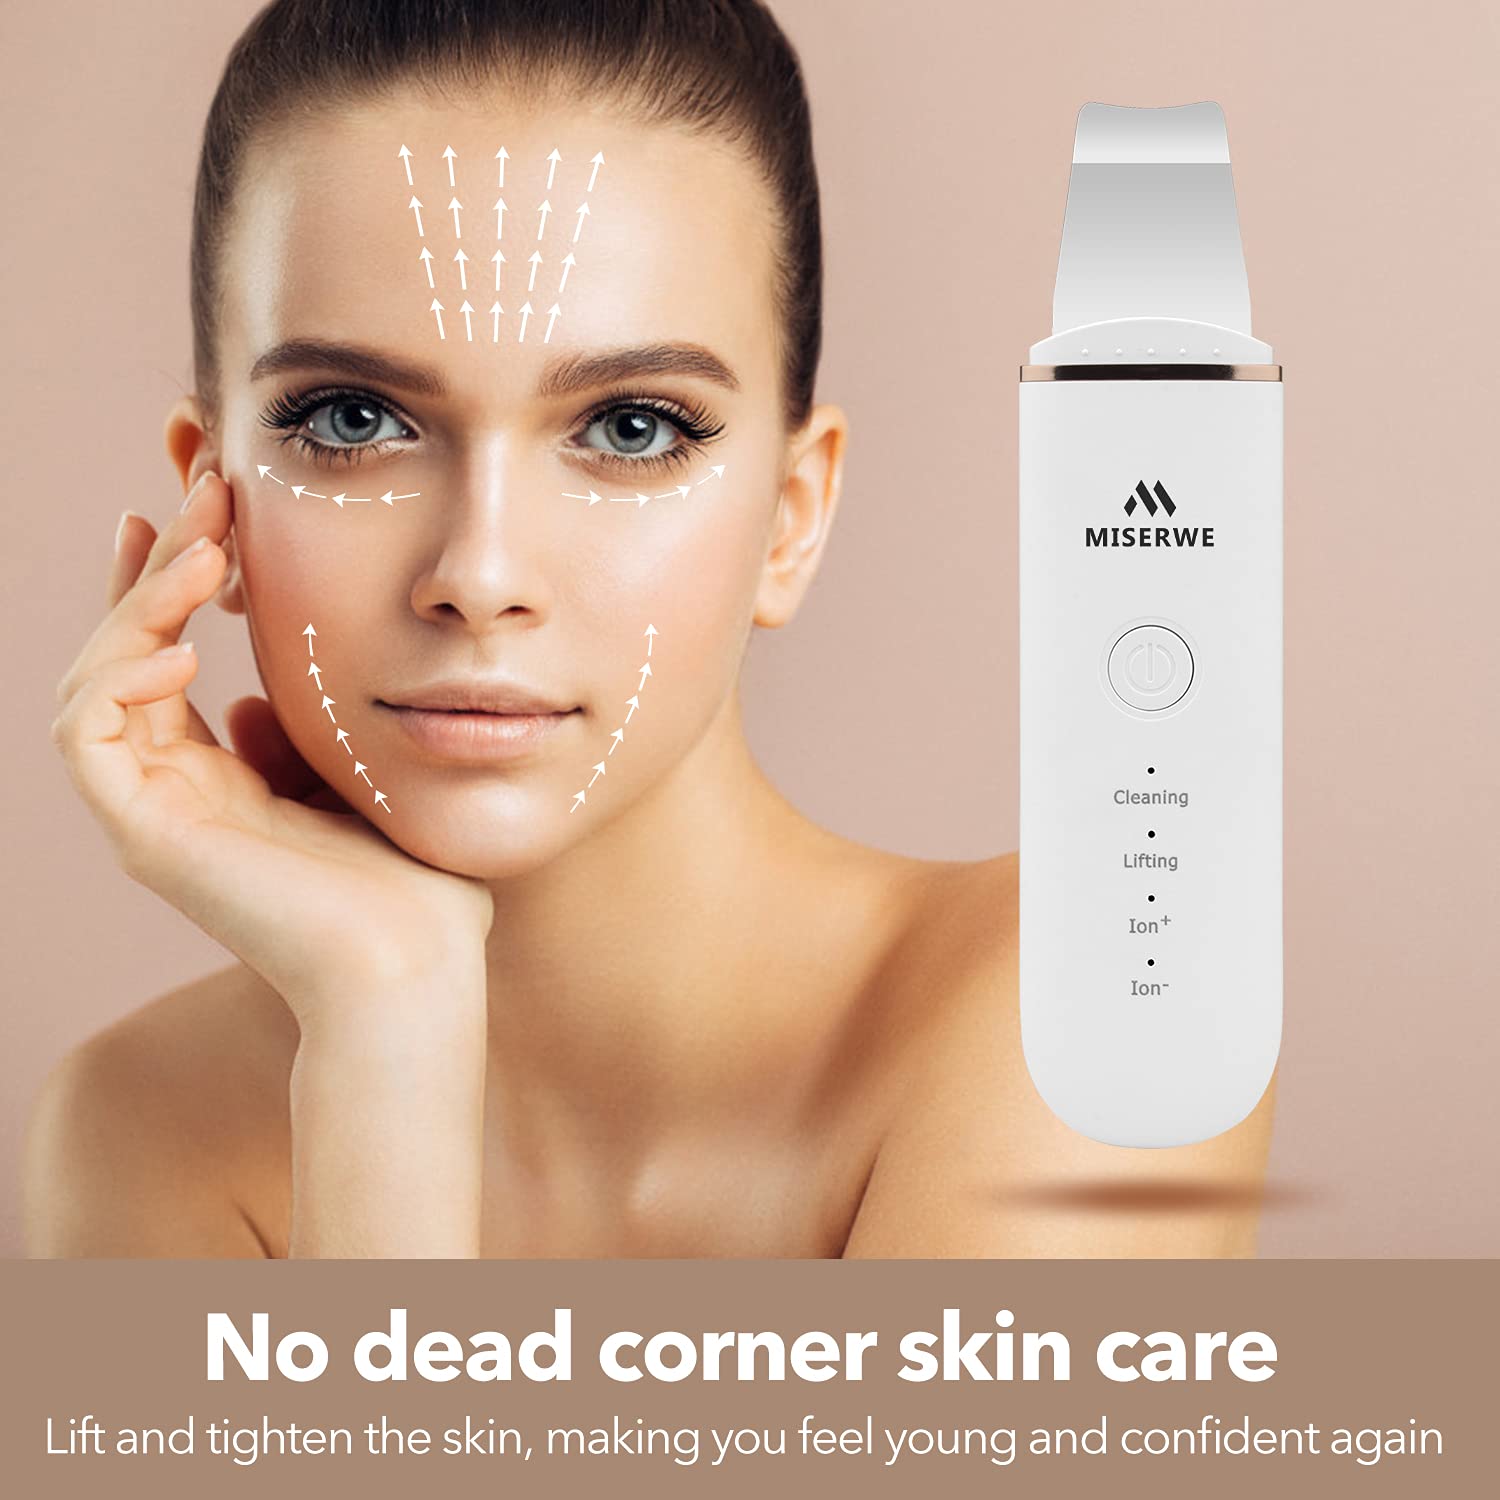 MISERWE
Cleaning
Lifting
Ion+
Ion-
No dead corner skin care
Lift and tighten the skin, making you feel young and confident again